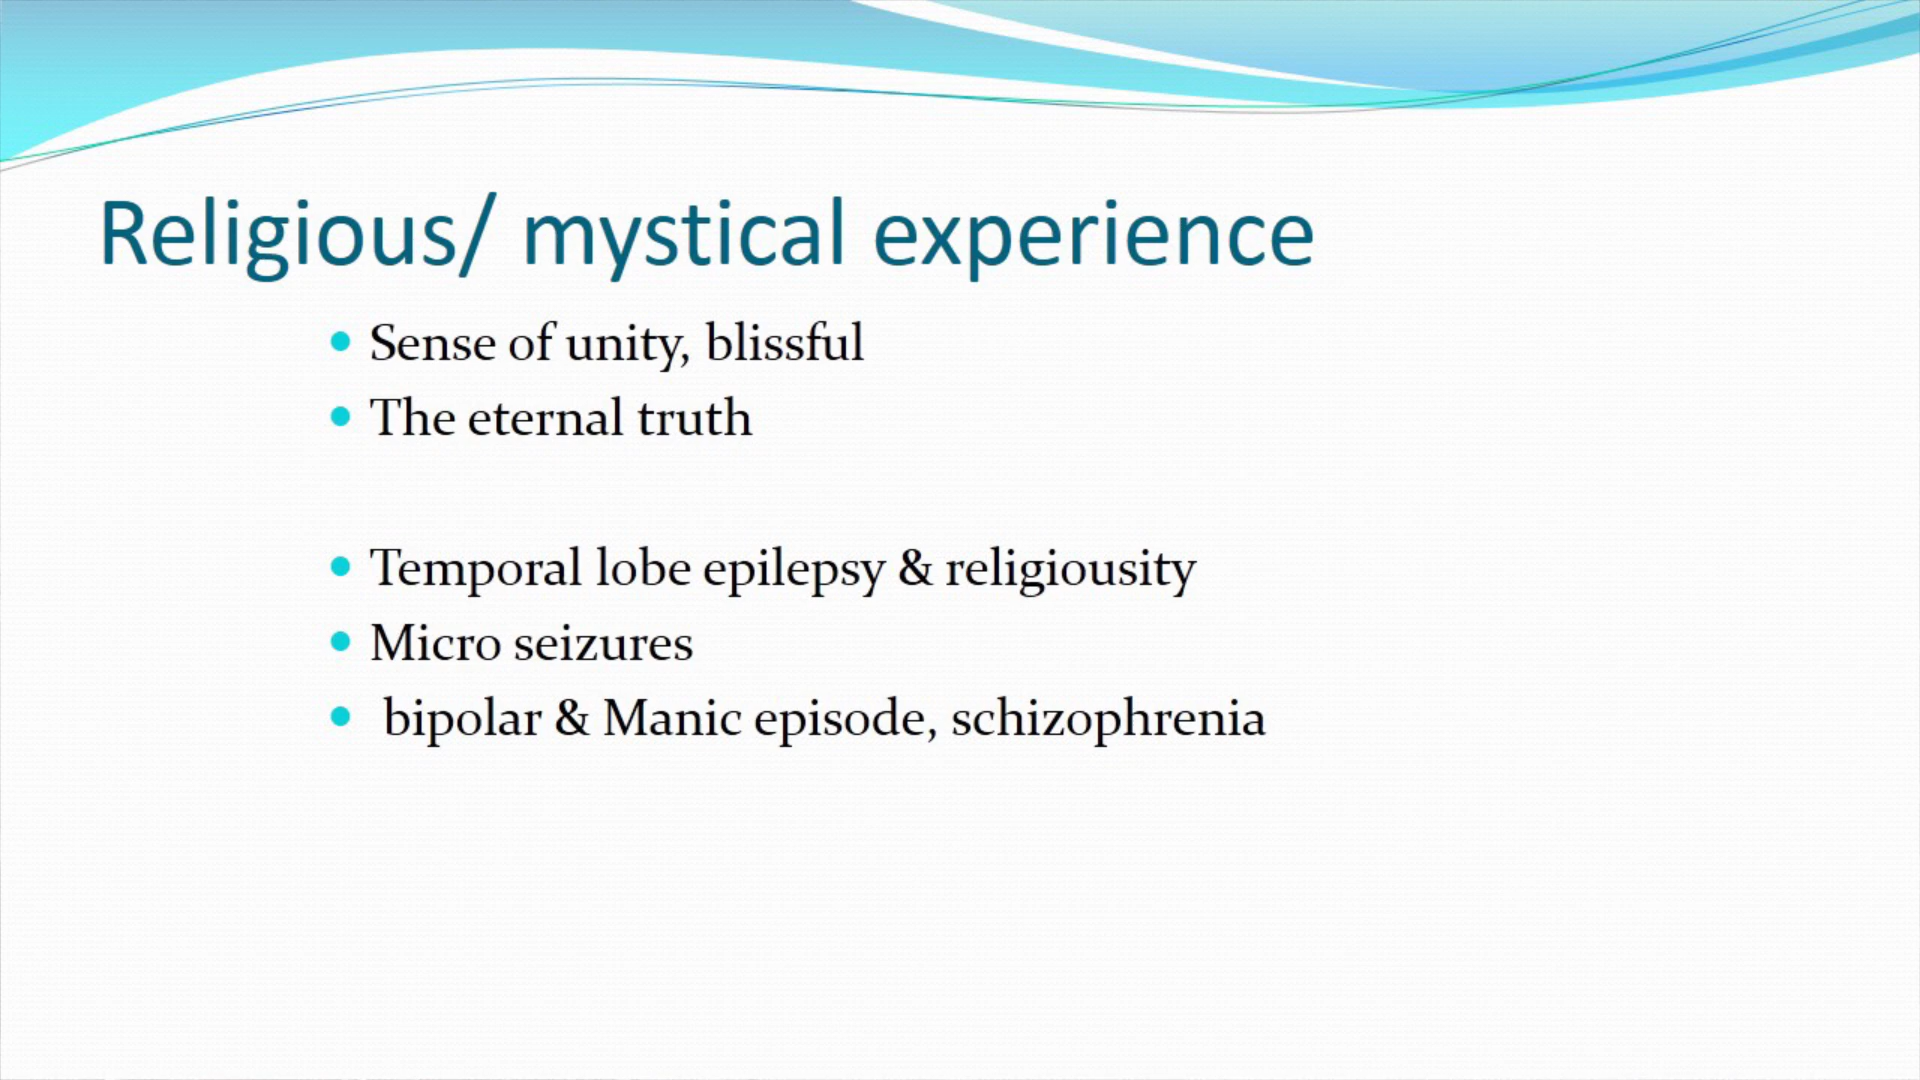 Religious/ mystical experience
• Sense of unity, blissful
• The eternal truth
• Temporal lobe epilepsy & religiousity
• Micro seizures
• bipolar & Manic episode, schizophrenia